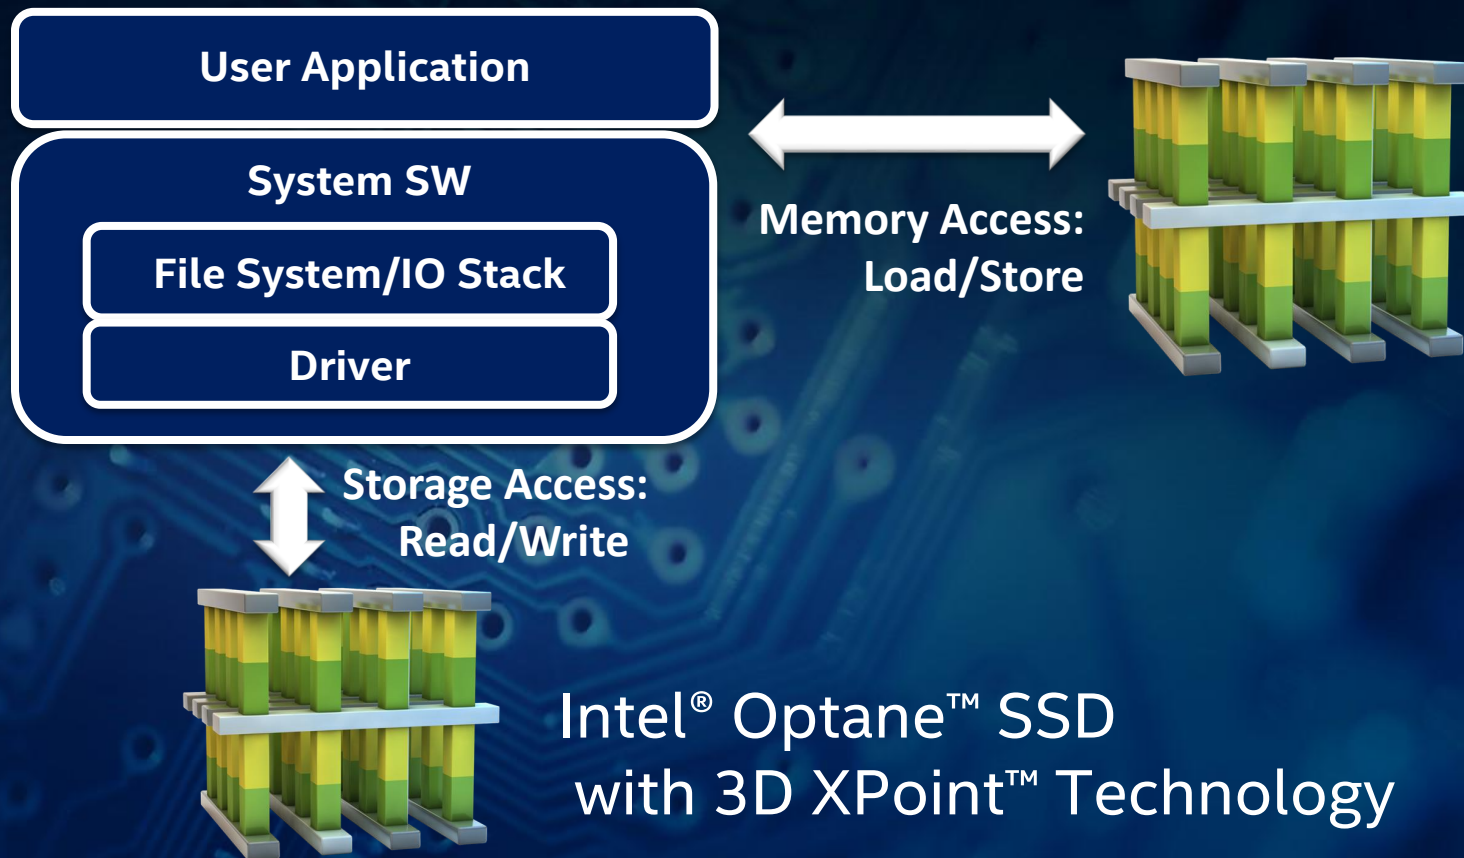 User Application
System SW
File System/IO Stack
Driver
Memory Access:
Load/Store
Storage Access:
Read/Write
Intel® Optane™ SSD
with 3D XPoint™ Technology